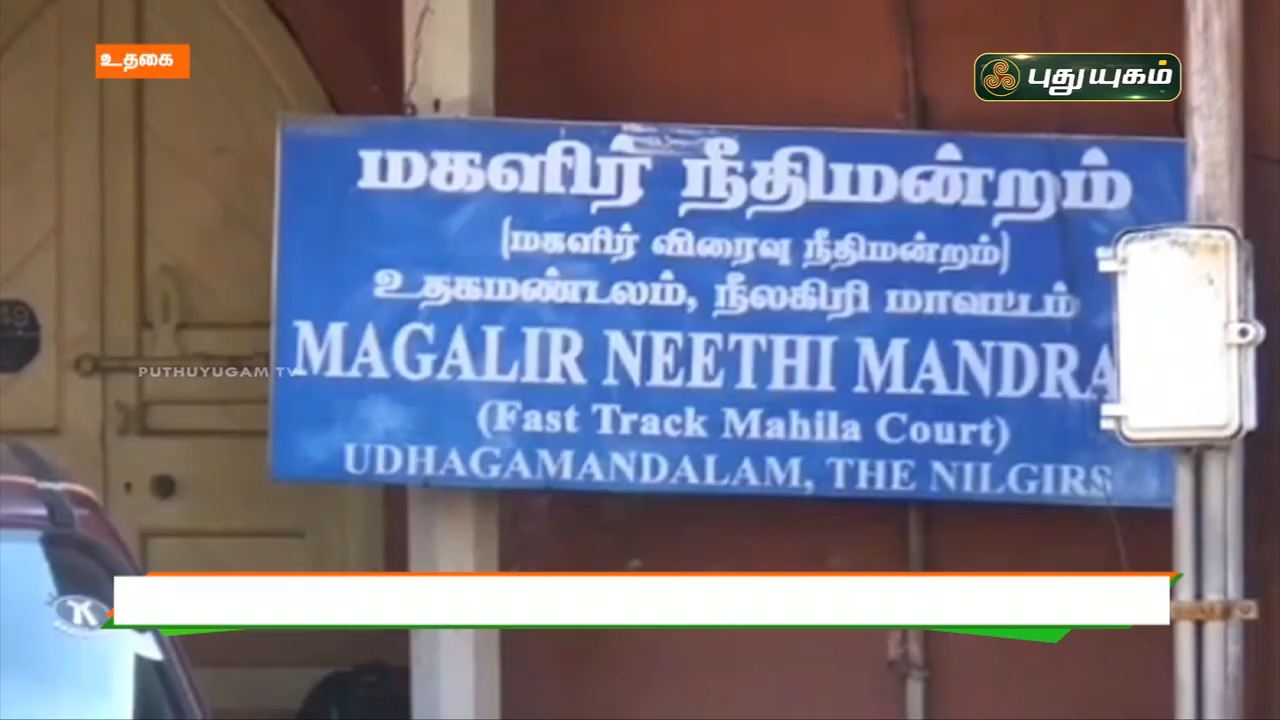 உதகை
புதுயுகம்
மகளிர் நீதிமன்றம்
(மகளிர் விரைவு நீதிமன்றம்)
உதகமண்டலம், நீலகிரி மாவட்டம்
MAGALIR NEETHI MANDRA
PUTHUYUGAM TV
(Fast Track Mahila Court)
UDHAGAMANDALAM, THE NILGIRS
49